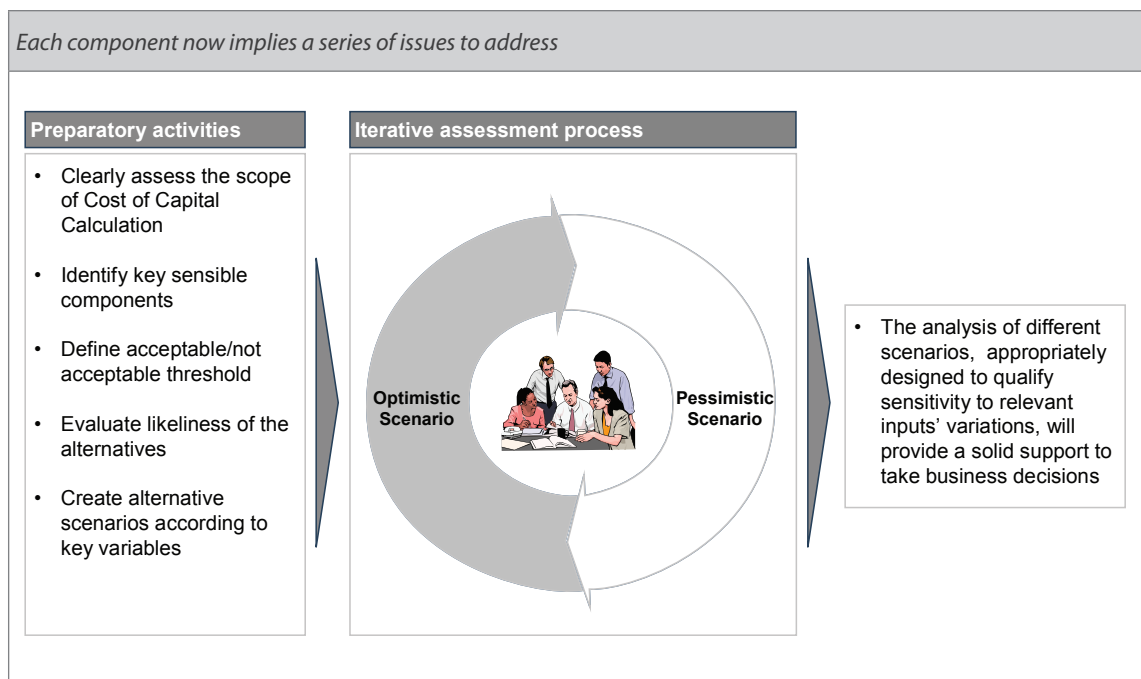 Each component now implies a series of issues to address
Preparatory activities
• Clearly assess the scope
of Cost of Capital
Calculation
• Identify key sensible
components
• Define acceptable/not
acceptable threshold
• Evaluate likeliness of the
alternatives
• Create alternative
scenarios according to
key variables
Iterative assessment process
Optimistic
Scenario
Pessimistic
Scenario
• The analysis of different
scenarios,  appropriately
designed to qualify
sensitivity to relevant
inputs’ variations, will
provide a solid support to
take business decisions